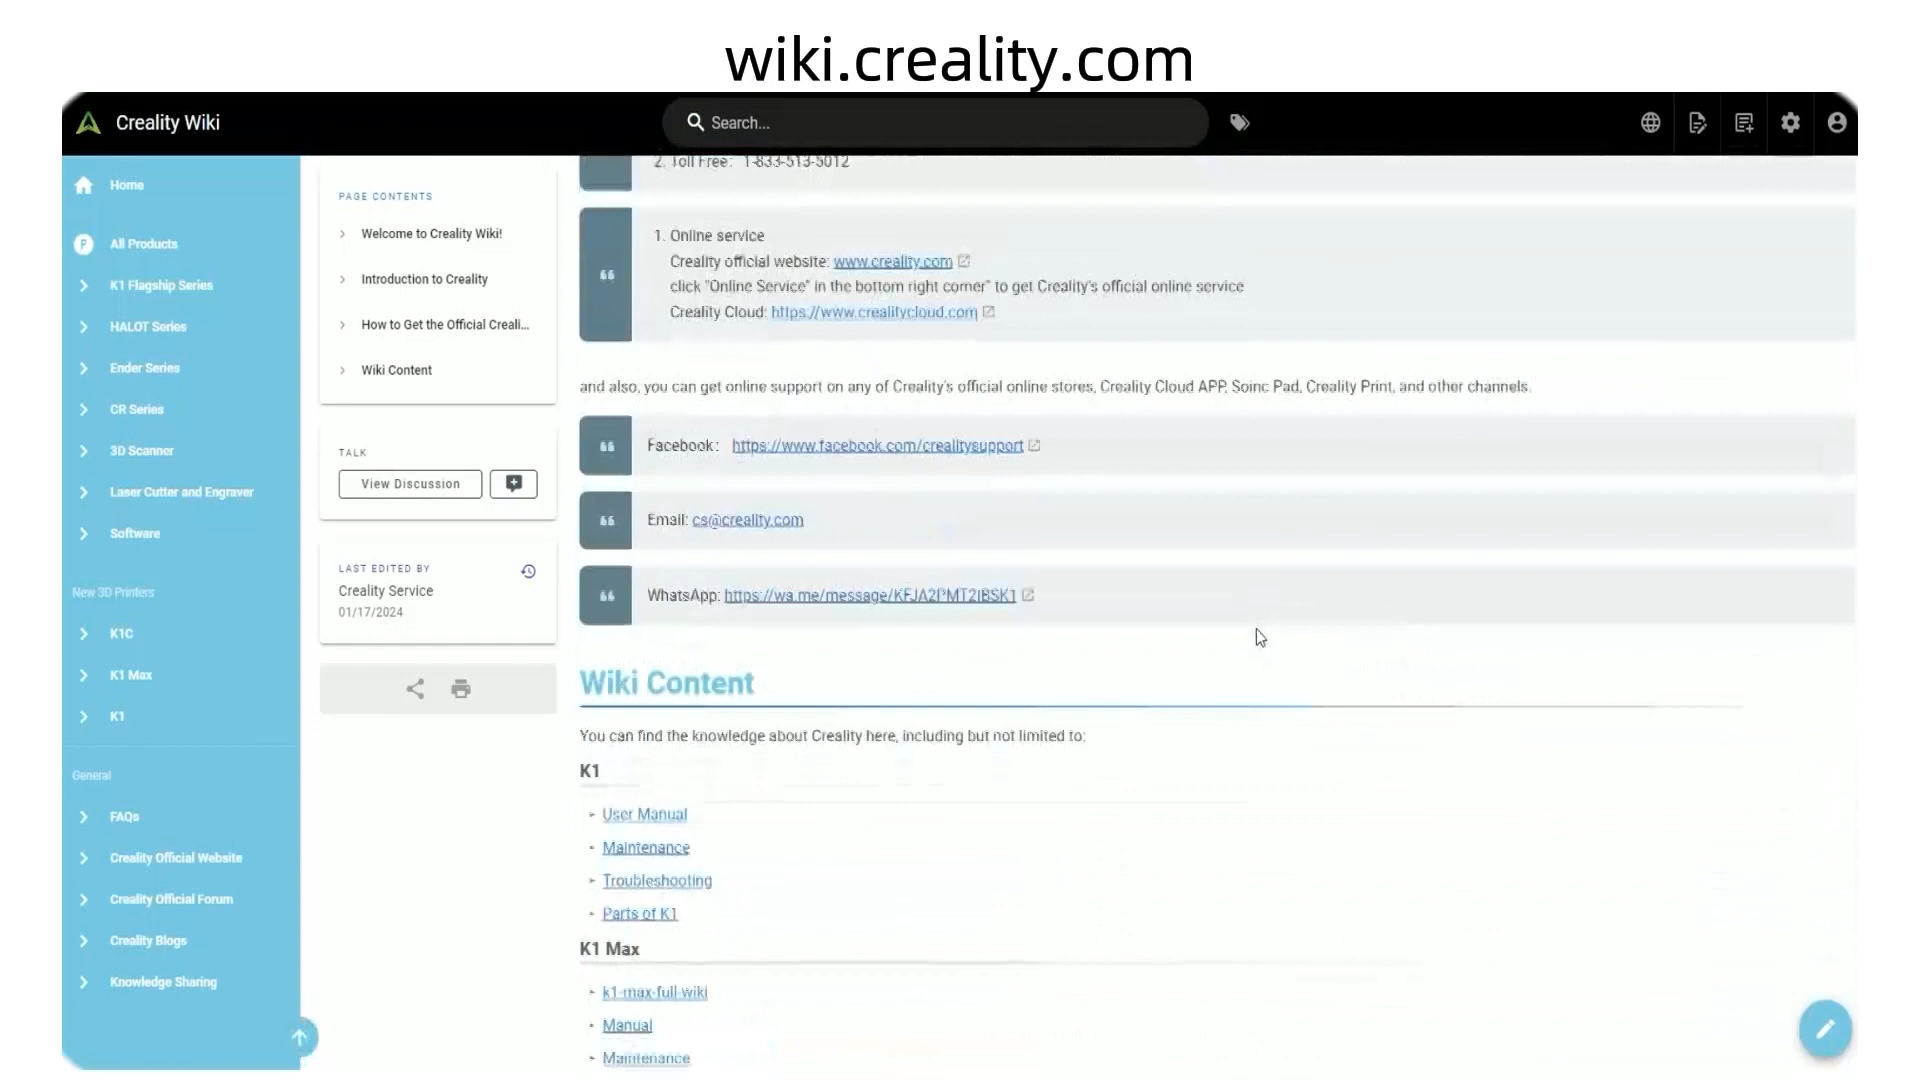 wiki.creality.com
Creality Wiki
Search...
Home
P
All Products
K1 Flagship Series
HALOT Series
Ender Series
CR Series
3D Scanner
Laser Cutter and Engraver
Software
New 3D Printers
K1C
K1 Max
K1
General
FAQs
Creality Official Website
Creality Official Forum
Creality Blogs
Knowledge Sharing
PAGE CONTENTS
Welcome to Creality Wiki!
Introduction to Creality
How to Get the Official Creali...
Wiki Content
TALK
View Discussion
LAST EDITED BY
Creality Service
01/17/2024
2. Toll Free: 1-833-513-5012
1. Online service
Creality official website: www.creality.com
click "Online Service" in the bottom right corner" to get Creality's official online service
Creality Cloud: https://www.crealitycloud.com
and also, you can get online support on any of Creality's official online stores, Creality Cloud APP, Soinc Pad, Creality Print, and other channels.
Facebook: https://www.facebook.com/crealitysupport
Email: cs@creality.com
WhatsApp: https://wa.me/message/KFJA2PMT2IBSK1
Wiki Content
You can find the knowledge about Creality here, including but not limited to:
K1
User Manual
Maintenance
Troubleshooting
Parts of K1
K1 Max
k1-max-full-wiki
Manual
Maintenance